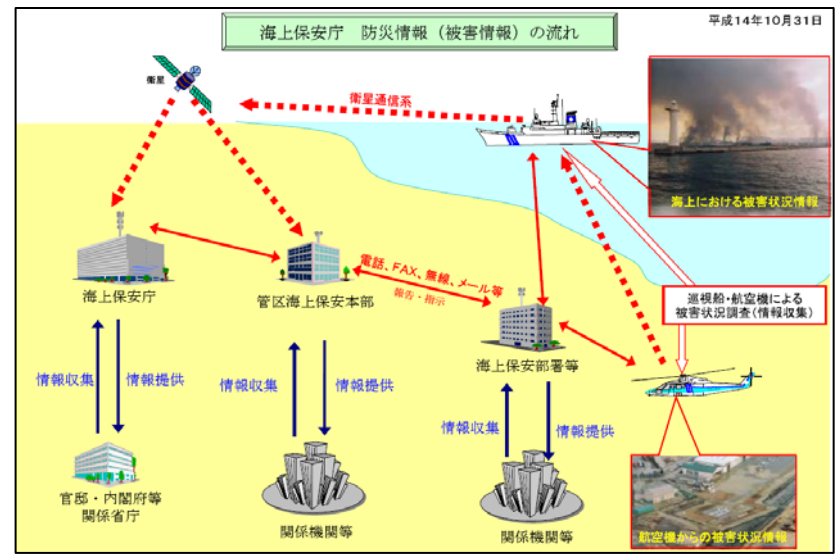 平成14年10月31日
海上保安庁　防災情報（被害情報）の流れ
衛星
衛星通信系
海上における被害状況情報
電話、FAX、無線、メール等
報告・指示
海上保安庁
管区海上保安本部
海上保安部署等
巡視船・航空機による
被害状況調査(情報収集)
情報収集
情報提供
情報収集
情報提供
情報収集
情報提供
官邸・内閣府等
関係省庁
関係機関等
関係機関等
航空機からの被害状況情報